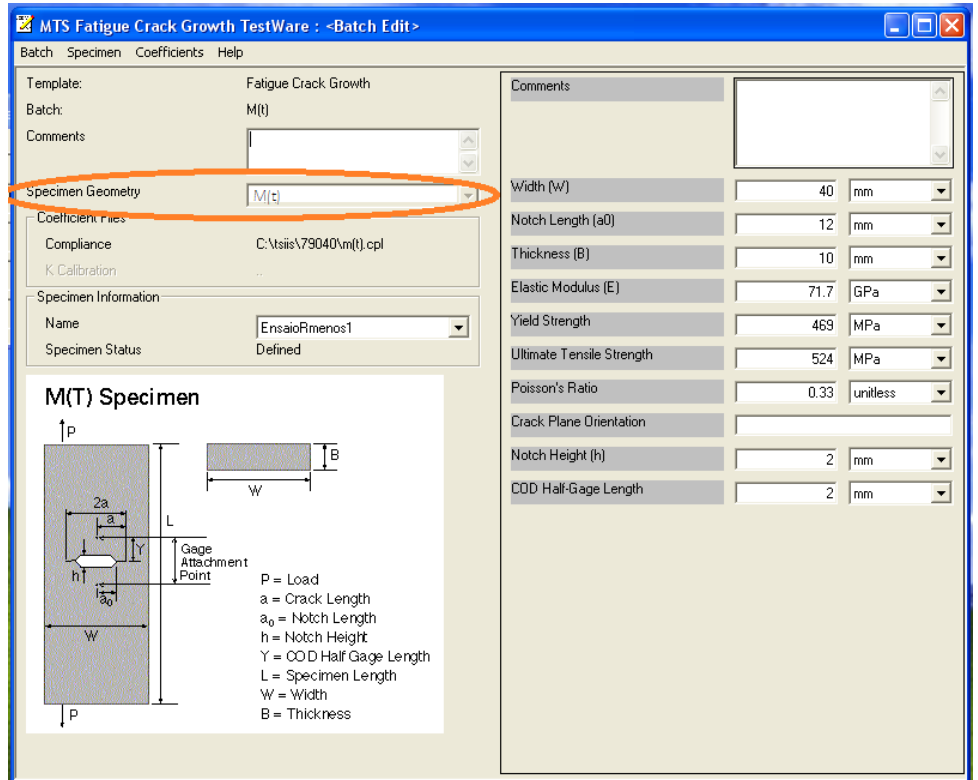 MTS Fatigue Crack Growth TestWare : <Batch Edit>
Batch Specimen Coefficients Help
Template: Fatigue Crack Growth
Batch: M(t)
Comments
Specimen Geometry M(t)
Coefficient Files
Compliance C:\tsiis\79040\m(t).cpl
K Calibration ..
Specimen Information
Name EnsaioRmenos1
Specimen Status Defined
M(T) Specimen
P
B
W
2a
a
L
Y
Gage
Attachment
Point
h
a0
W
P
P = Load
a = Crack Length
a0 = Notch Length
h = Notch Height
Y = COD Half Gage Length
L = Specimen Length
W = Width
B = Thickness
Comments
Width (W) 40 mm
Notch Length (a0) 12 mm
Thickness (B) 10 mm
Elastic Modulus (E) 71.7 GPa
Yield Strength 469 MPa
Ultimate Tensile Strength 524 MPa
Poisson's Ratio 0.33 unitless
Crack Plane Orientation
Notch Height (h) 2 mm
COD Half-Gage Length 2 mm